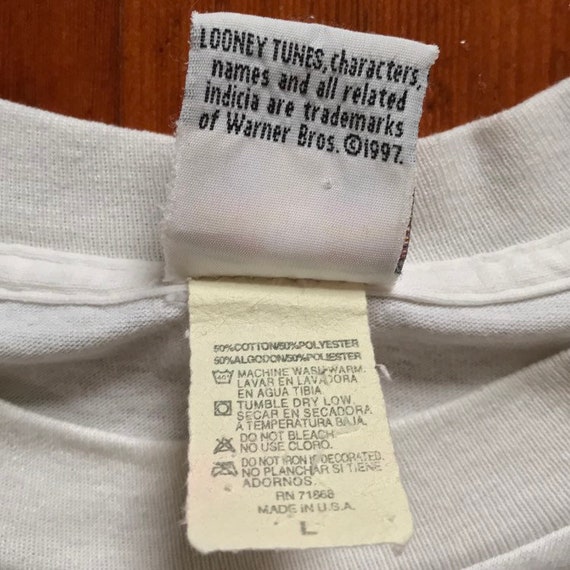 LOONEY TUNES, characters,
names and all related
indicia are trademarks
of Warner Bros. ©1997.
50%COTTON/50%POLYESTER
50%ALGODON/50%POLIESTER
40° MACHINE WASH WARM.
LAVAR EN LAVADORA
EN AGUA TIBIA
TUMBLE DRY LOW
SECAR EN SECADORA
A TEMPERATURA BAJA.
DO NOT BLEACH
NO USE CLORO.
DO NOT IRON IF DECORATED.
NO PLANCHAR SI TIENE
ADORNOS.
RN 71868
MADE IN U.S.A.
L